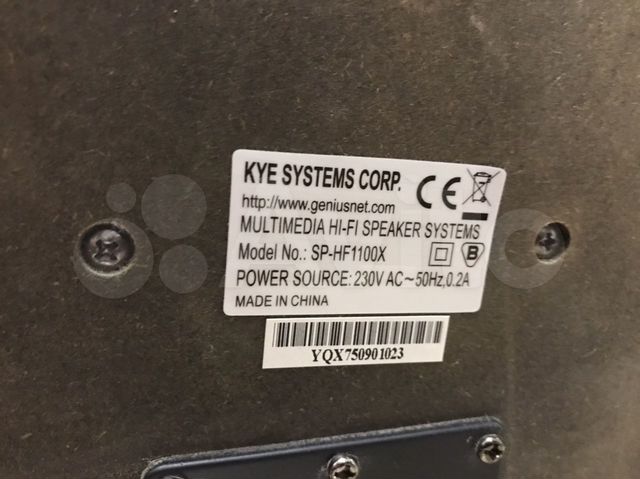 KYE SYSTEMS CORP.
http://www.geniusnet.com
MULTIMEDIA HI-FI SPEAKER SYSTEMS
Model No.: SP-HF1100X
POWER SOURCE: 230V AC~50Hz,0.2A
MADE IN CHINA
YQX750901023